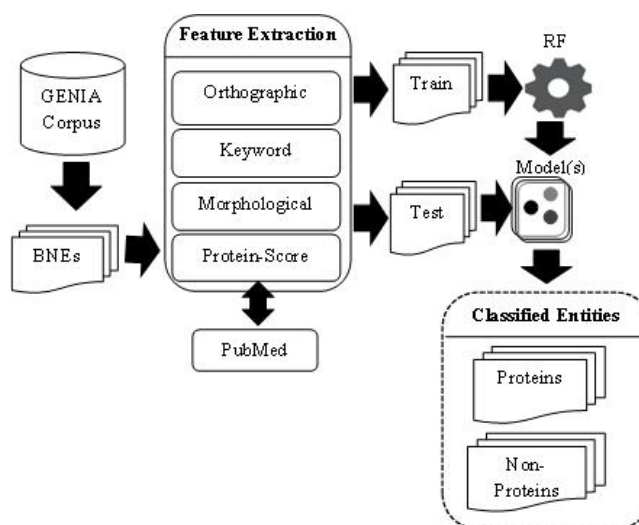 GENIA
Corpus
BNEs
Feature Extraction
Orthographic
Keyword
Morphological
Protein-Score
PubMed
Train
Test
RF
Model(s)
Classified Entities
Proteins
Non-
Proteins